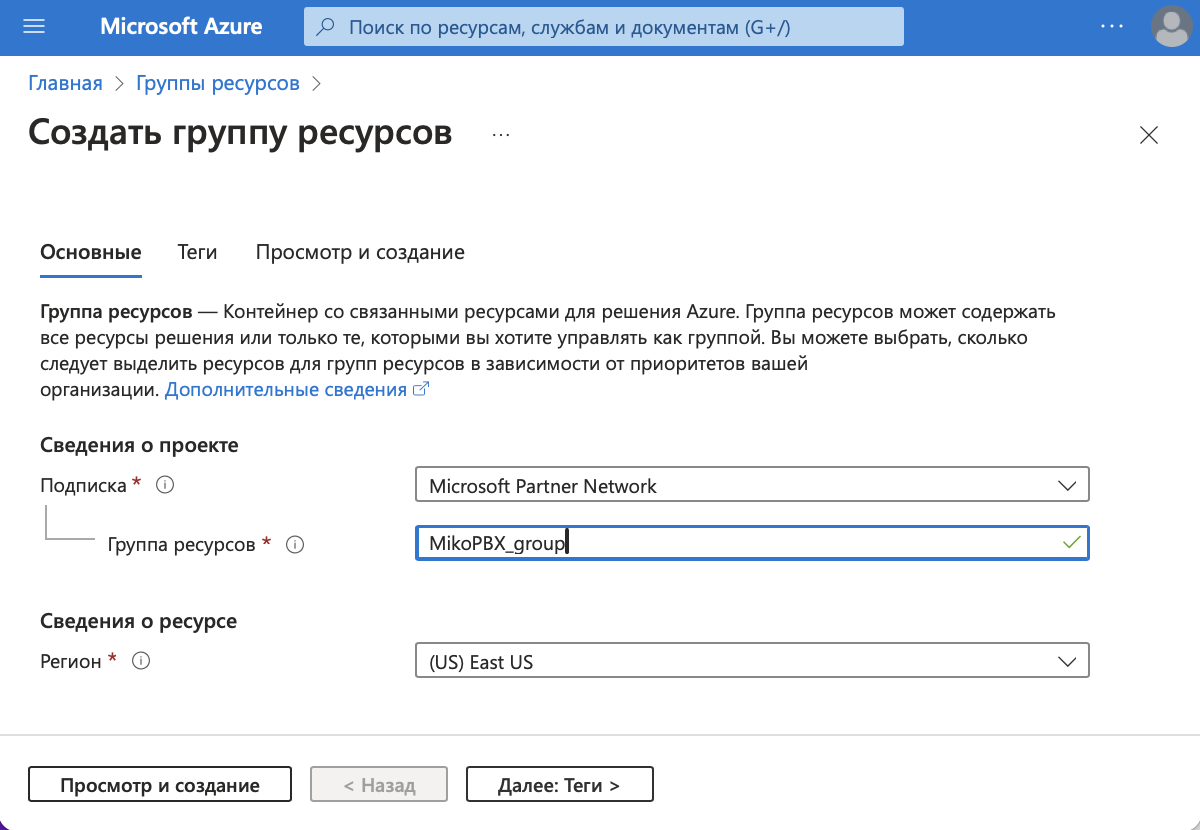 Microsoft Azure
Поиск по ресурсам, службам и документам (G+/)
Главная > Группы ресурсов >
Создать группу ресурсов ...
Основные Теги Просмотр и создание
Группа ресурсов — Контейнер со связанными ресурсами для решения Azure. Группа ресурсов может содержать
все ресурсы решения или только те, которыми вы хотите управлять как группой. Вы можете выбрать, сколько
следует выделить ресурсов для групп ресурсов в зависимости от приоритетов вашей
организации. Дополнительные сведения
Сведения о проекте
Подписка * Microsoft Partner Network
Группа ресурсов * MikoPBX_group
Сведения о ресурсе
Регион * (US) East US
Просмотр и создание < Назад Далее: Теги >